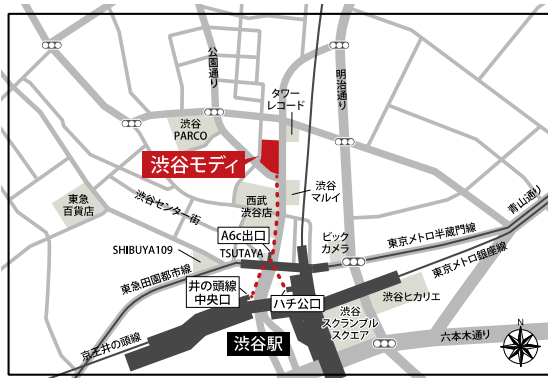 公園通り
明治通り
タワー
レコード
渋谷
PARCO
渋谷モディ
渋谷
マルイ
東急
百貨店
渋谷センター街
西武
渋谷店
青山通り
A6c出口
ビック
カメラ
東京メトロ半蔵門線
SHIBUYA109
TSUTAYA
東京メトロ銀座線
東急田園都市線
井の頭線
中央口
ハチ公口
渋谷ヒカリエ
渋谷
スクランブル
スクエア
京王井の頭線
渋谷駅
六本木通り
N